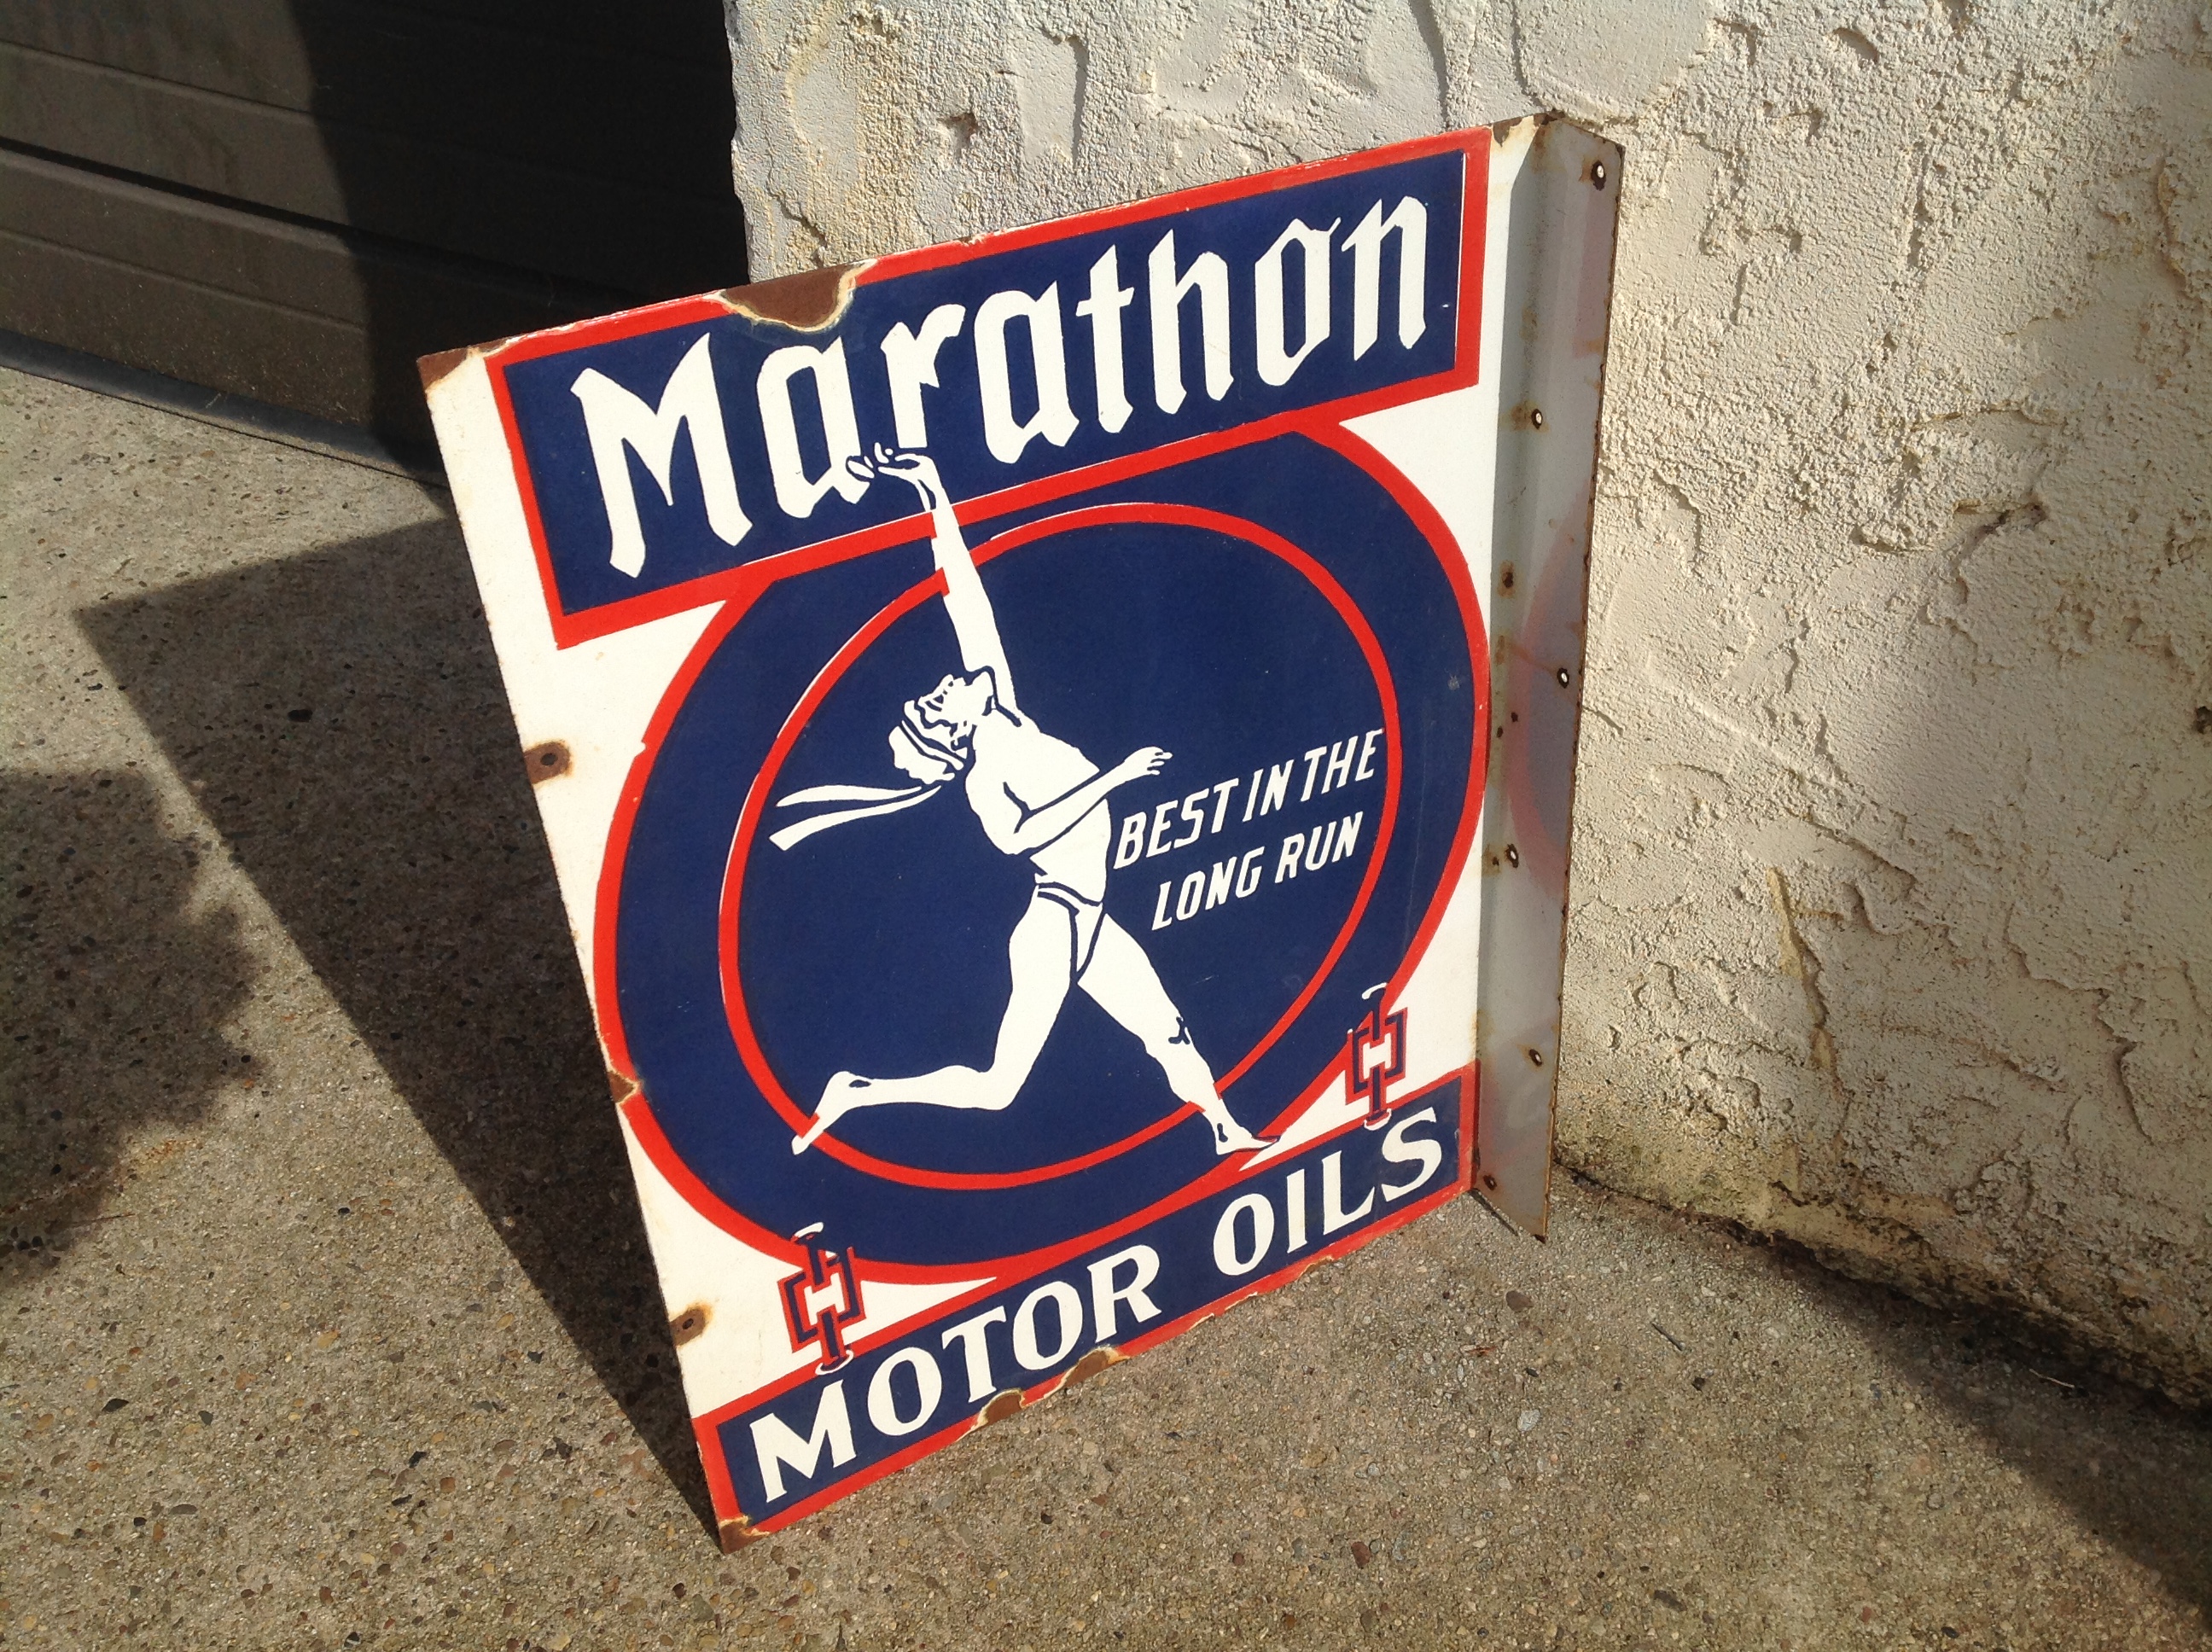 Marathon
BEST IN THE
LONG RUN
MOTOR OILS